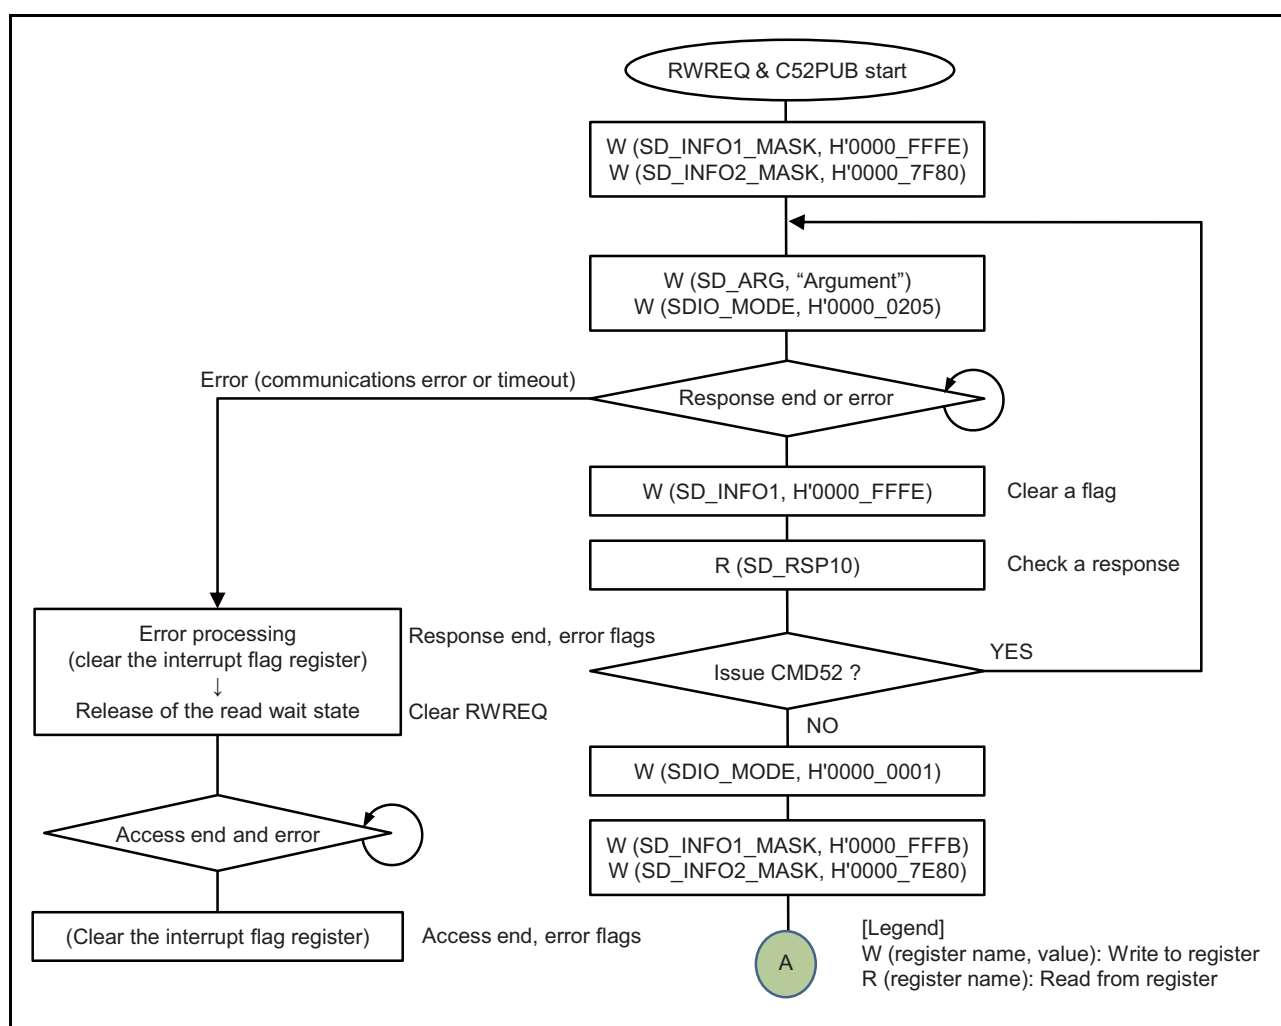 RWREQ & C52PUB start
W (SD_INFO1_MASK, H'0000_FFFE)
W (SD_INFO2_MASK, H'0000_7F80)
W (SD_ARG, “Argument”)
W (SDIO_MODE, H'0000_0205)
Error (communications error or timeout)
Response end or error
W (SD_INFO1, H'0000_FFFE)
Clear a flag
R (SD_RSP10)
Check a response
Error processing
(clear the interrupt flag register)
↓
Release of the read wait state
Response end, error flags
Clear RWREQ
Issue CMD52 ?
YES
NO
W (SDIO_MODE, H'0000_0001)
Access end and error
W (SD_INFO1_MASK, H'0000_FFFB)
W (SD_INFO2_MASK, H'0000_7E80)
(Clear the interrupt flag register)
Access end, error flags
A
[Legend]
W (register name, value): Write to register
R (register name): Read from register